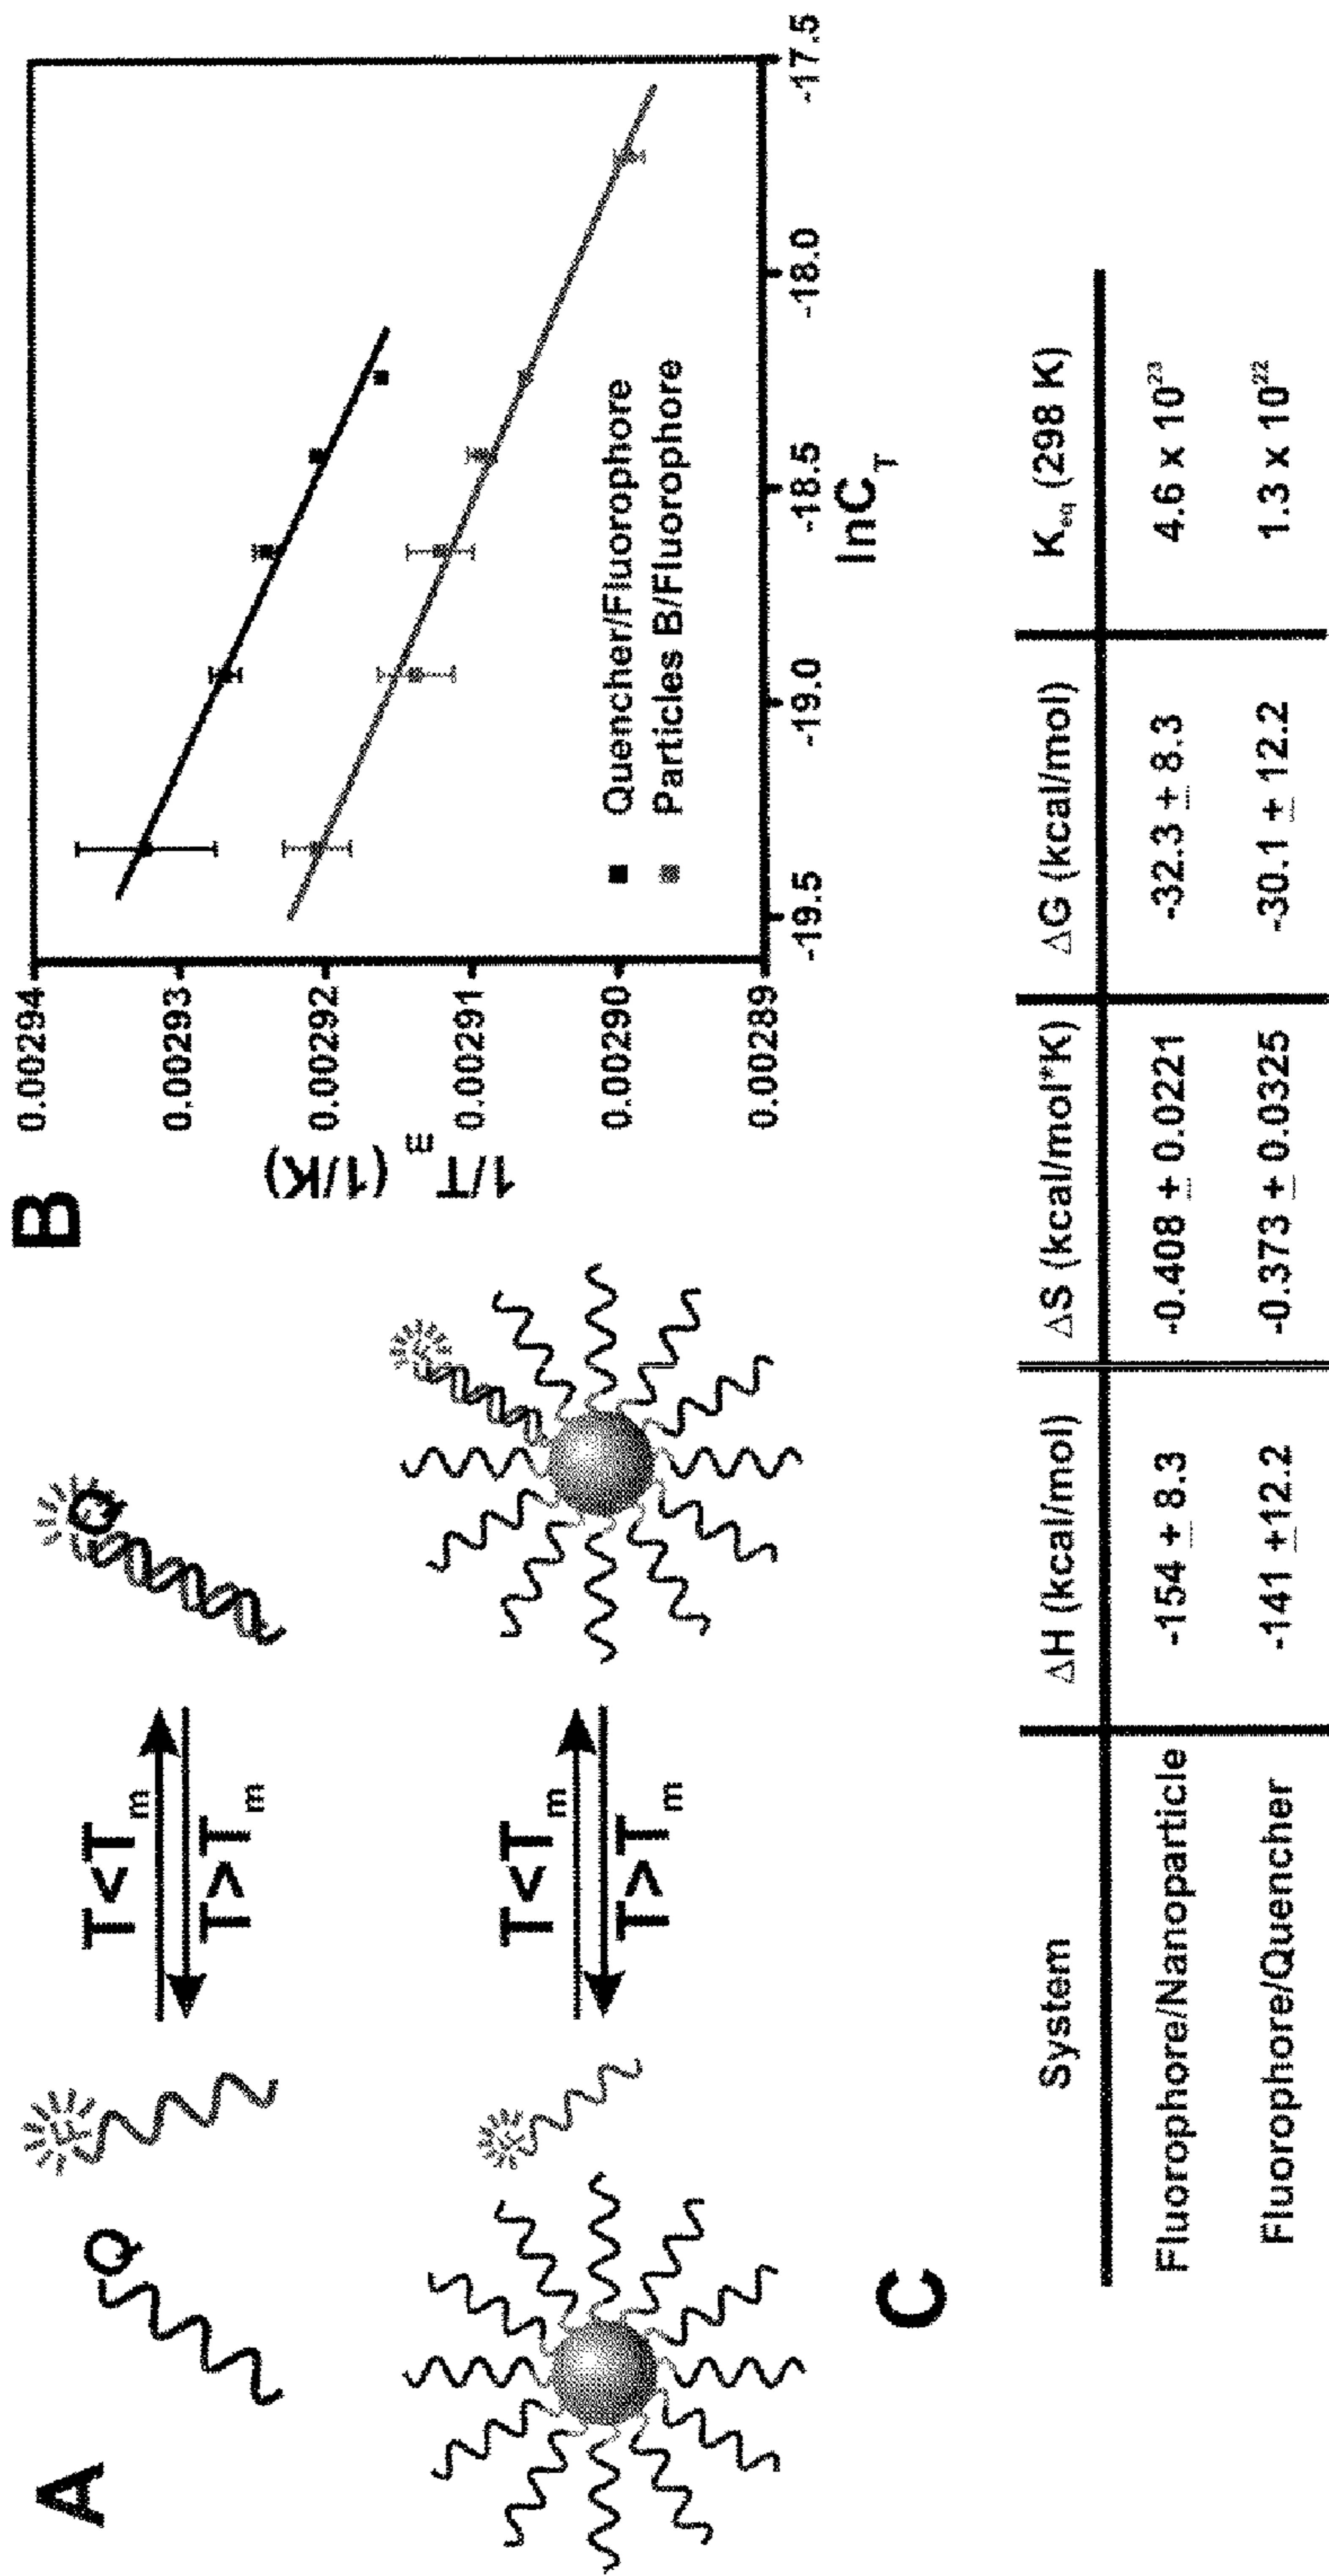 A
Q
F
T<Tm
T>Tm
Q
F
T<Tm
T>Tm
F
B
1/Tm (1/K)
0.00294
0.00293
0.00292
0.00291
0.00290
0.00289
-19.5 -19.0 -18.5 -18.0 -17.5
lnCT
Quencher/Fluorophore
Particles B/Fluorophore
C
System ΔH (kcal/mol) ΔS (kcal/mol*K) ΔG (kcal/mol) Keq (298 K)
Fluorophore/Nanoparticle -154 ± 8.3 -0.408 ± 0.0221 -32.3 ± 8.3 4.6 x 10²³
Fluorophore/Quencher -141 ±12.2 -0.373 ± 0.0325 -30.1 ± 12.2 1.3 x 10²²